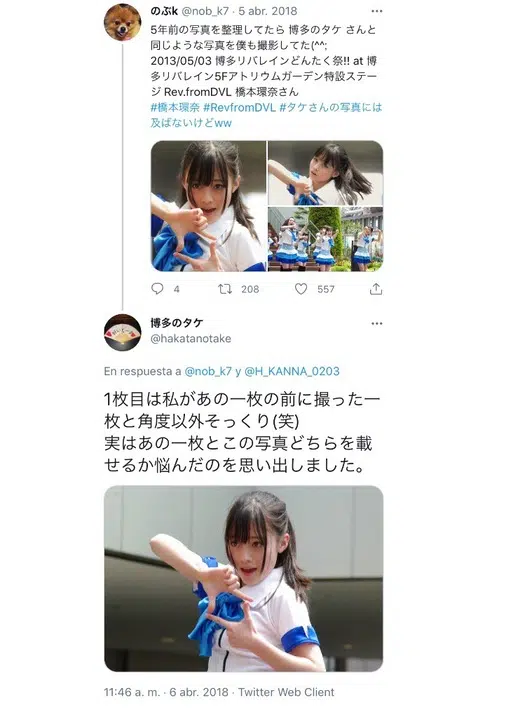 のぶk @nob_k7 · 5 abr. 2018
5年前の写真を整理してたら 博多のタケ さんと
同じような写真を僕も撮影してた(^^;
2013/05/03 博多リバレインどんたく祭!! at 博
多リバレイン5Fアトリウムガーデン特設ステー
ジ Rev.fromDVL 橋本環奈さん
#橋本環奈 #RevfromDVL #タケさんの写真には
及ばないけどww
4 208 557
博多のタケ
@hakatanotake
En respuesta a @nob_k7 y @H_KANNA_0203
1枚目は私があの一枚の前に撮った一
枚と角度以外そっくり(笑)
実はあの一枚とこの写真どちらを載
せるか悩んだのを思い出しました。
11:46 a. m. · 6 abr. 2018 · Twitter Web Client